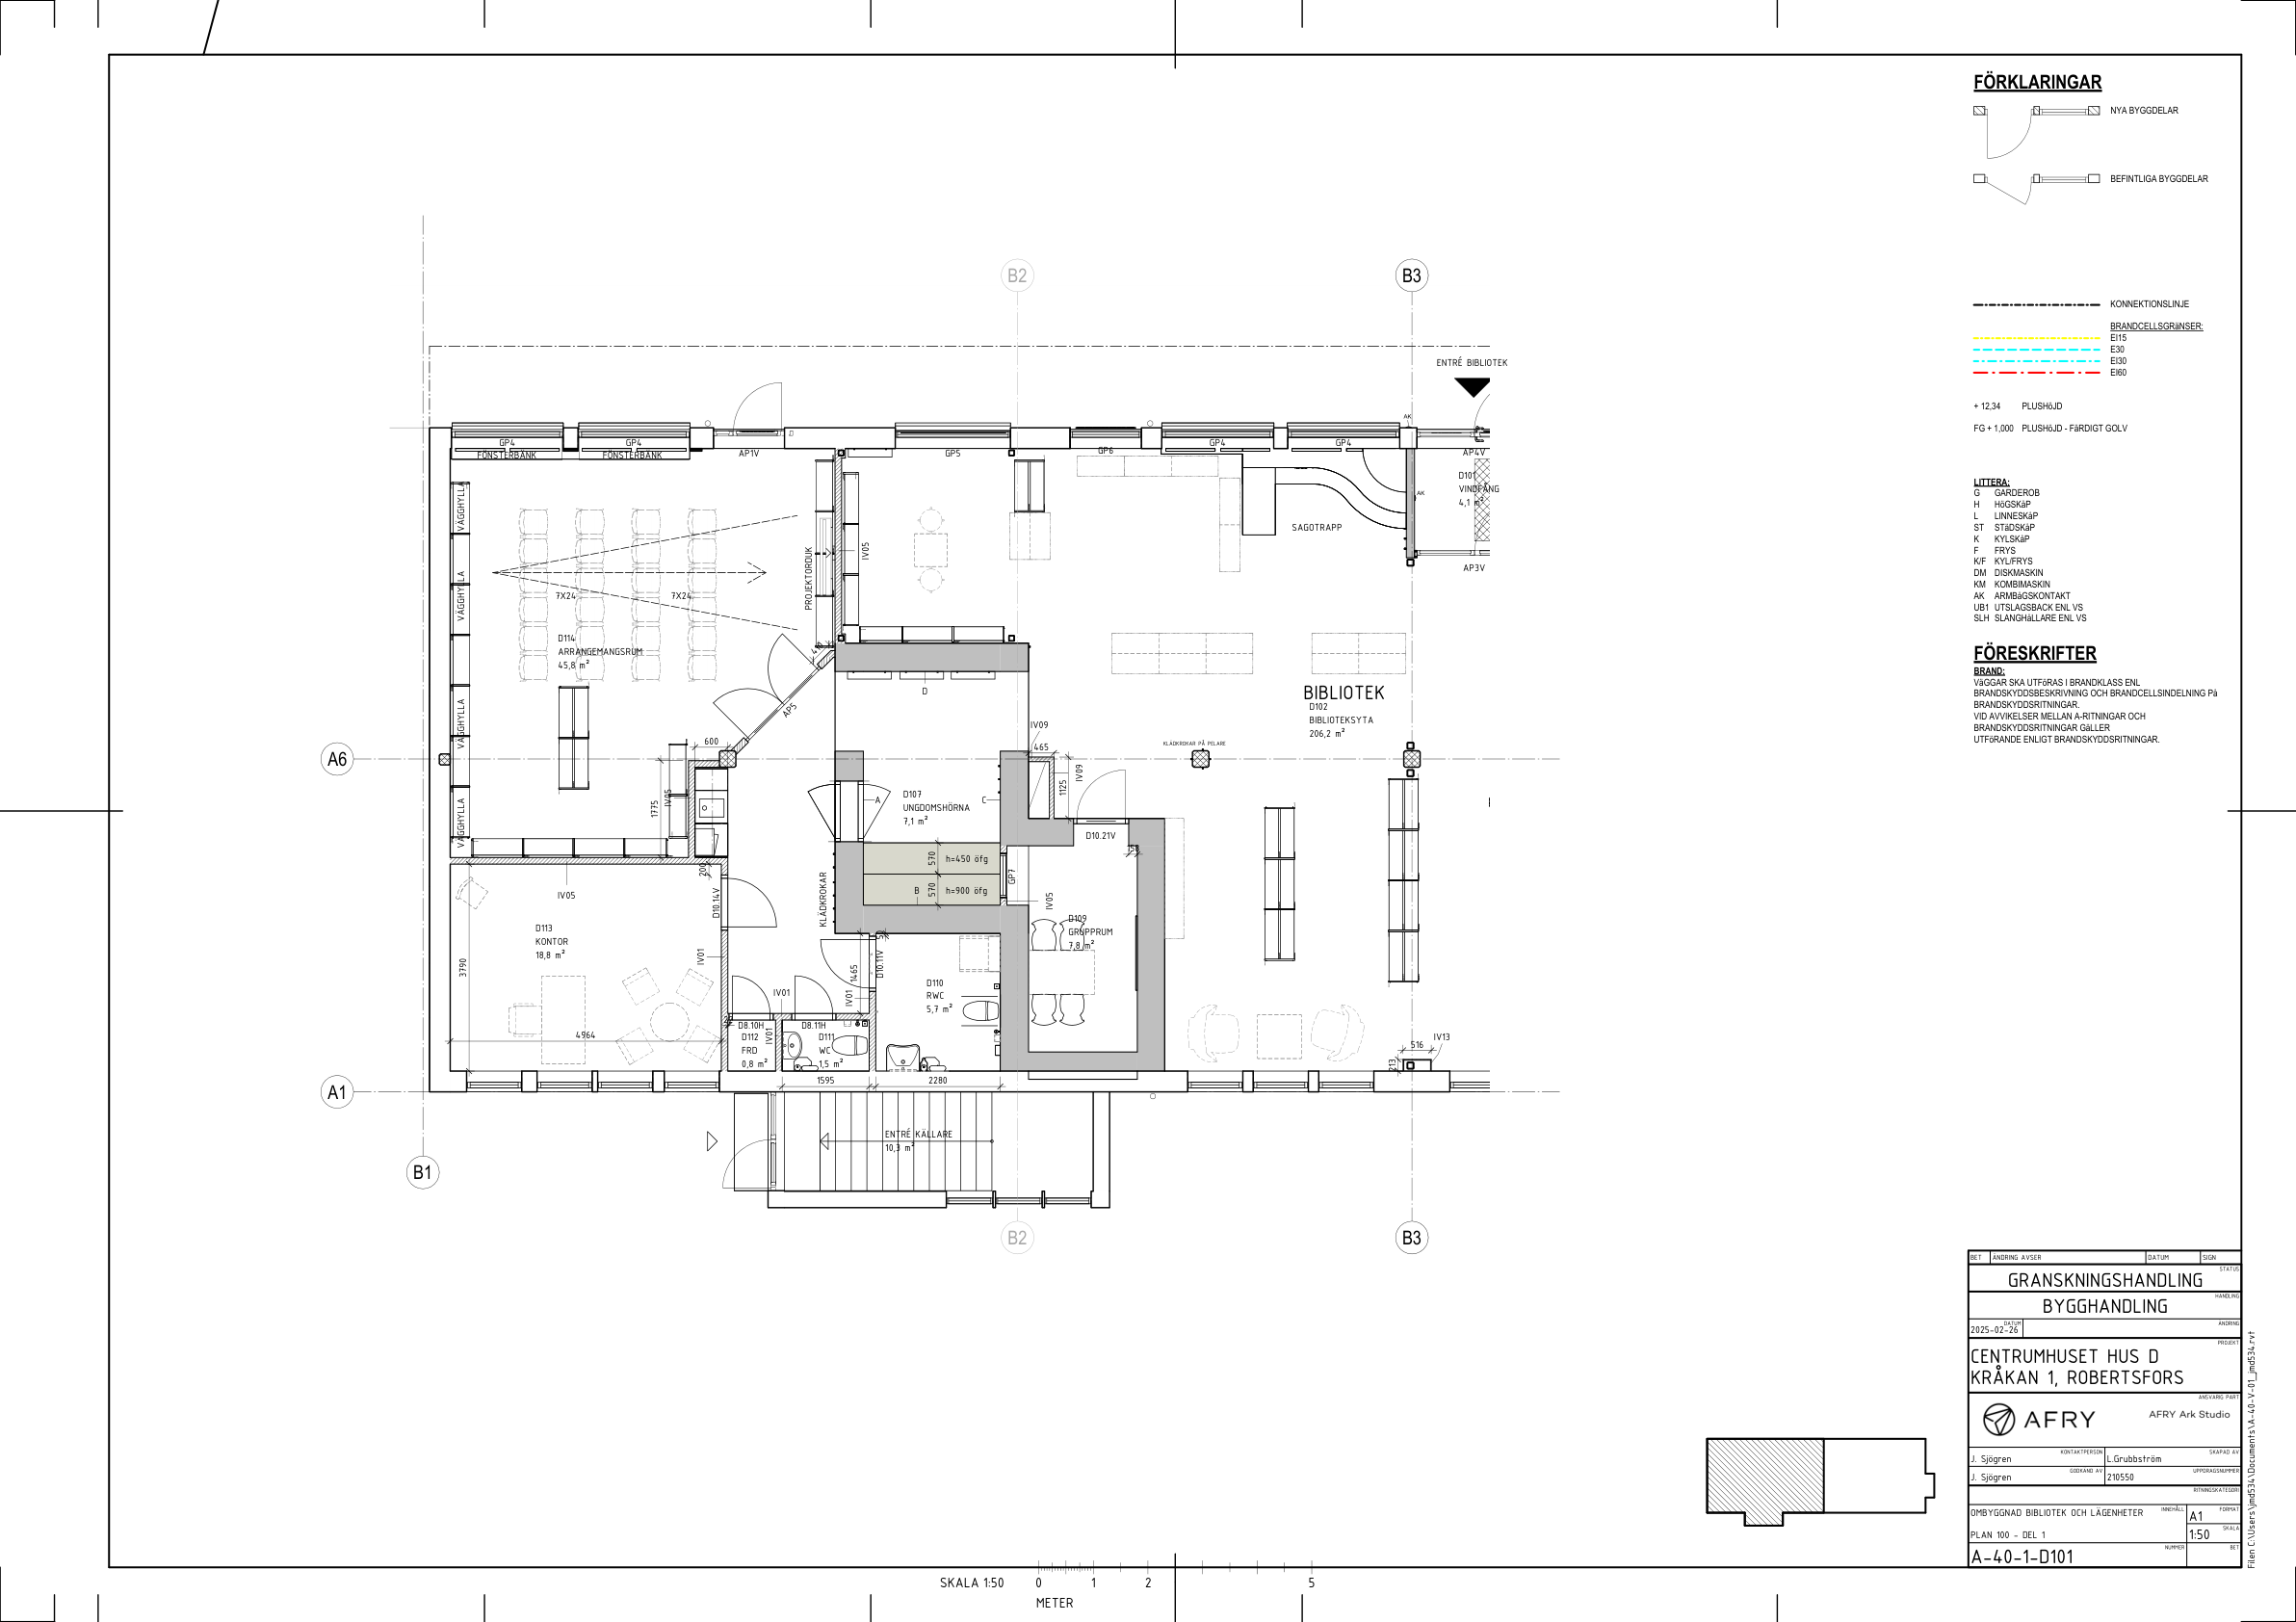 FÖRKLARINGAR
NYA BYGGDELAR
BEFINTLIGA BYGGDELAR
KONNEKTIONSLINJE
BRANDCELLSGRäNSER:
EI15
E30
EI30
EI60
+ 12,34 PLUSHöJD
FG + 1,000 PLUSHöJD - FäRDIGT GOLV
LITTERA:
G GARDEROB
H HöGSKåP
L LINNESKåP
ST STäDSKåP
K KYLSKåP
F FRYS
K/F KYL/FRYS
DM DISKMASKIN
KM KOMBIMASKIN
AK ARMBåGSKONTAKT
UB1 UTSLAGSBACK ENL VS
SLH SLANGHåLLARE ENL VS
FÖRESKRIFTER
BRAND:
VäGGAR SKA UTFöRAS I BRANDKLASS ENL
BRANDSKYDDSBESKRIVNING OCH BRANDCELLSINDELNING På
BRANDSKYDDSRITNINGAR.
VID AVVIKELSER MELLAN A-RITNINGAR OCH
BRANDSKYDDSRITNINGAR GäLLER
UTFöRANDE ENLIGT BRANDSKYDDSRITNINGAR.
B2
B3
ENTRÉ BIBLIOTEK
AK
GP4
GP4
FÖNSTERBÄNK
FÖNSTERBÄNK
AP1V
GP5
GP6
GP4
GP4
AP4V
D101
VINDFÅNG
4,1 m²
AK
AP3V
SAGOTRAPP
VÄGGHYLLA
VÄGGHYLLA
VÄGGHYLLA
VÄGGHYLLA
PROJEKTORDUK
IV05
7X24
7X24
D114
ARRANGEMANGSRUM
45,8 m²
AP5
D
BIBLIOTEK
D102
BIBLIOTEKSYTA
206,2 m²
KLÄDKROKAR PÅ PELARE
IV09
465
IV09
1125
600
A6
1775
IV05
A
D107
UNGDOMSHÖRNA
7,1 m²
C
D10.21V
570
h=450 öfg
570
h=900 öfg
B
GP7
IV05
200
IV05
D10.14V
KLÄDKROKAR
D113
KONTOR
18,8 m²
3790
4964
IV01
D109
GRUPPRUM
7,8 m²
D10.11V
1465
IV01
IV01
D110
RWC
5,7 m²
D8.10H
D112
FRD
0,8 m²
IV01
D8.11H
D111
WC
1,5 m²
1595
2280
516
213
IV13
A1
ENTRÉ KÄLLARE
10,3 m²
B1
B2
B3
BET ÄNDRING AVSER DATUM SIGN
STATUS
GRANSKNINGSHANDLING
HANDLING
BYGGHANDLING
DATUM
2025-02-26
ÄNDRING
PROJEKT
CENTRUMHUSET HUS D
KRÅKAN 1, ROBERTSFORS
ANSVARIG PART
AFRY
AFRY Ark Studio
KONTAKTPERSON
J. Sjögren
SKAPAD AV
L.Grubbström
GODKÄND AV
J. Sjögren
UPPDRAGSNUMMER
210550
RITNINGSKATEGORI
INNEHÅLL
OMBYGGNAD BIBLIOTEK OCH LÄGENHETER
FORMAT
A1
PLAN 100 - DEL 1
SKALA
1:50
NUMMER
A-40-1-D101
BET
Filen C:\Users\jmd534\Documents\A-40-V-01_jmd534.rvt
SKALA 1:50
0 1 2 5
METER